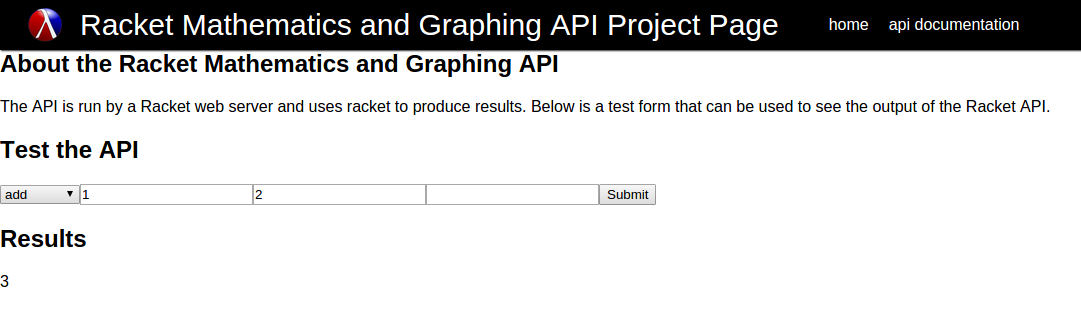 Racket Mathematics and Graphing API Project Page home api documentation
About the Racket Mathematics and Graphing API
The API is run by a Racket web server and uses racket to produce results. Below is a test form that can be used to see the output of the Racket API.
Test the API
add 1 2 Submit
Results
3